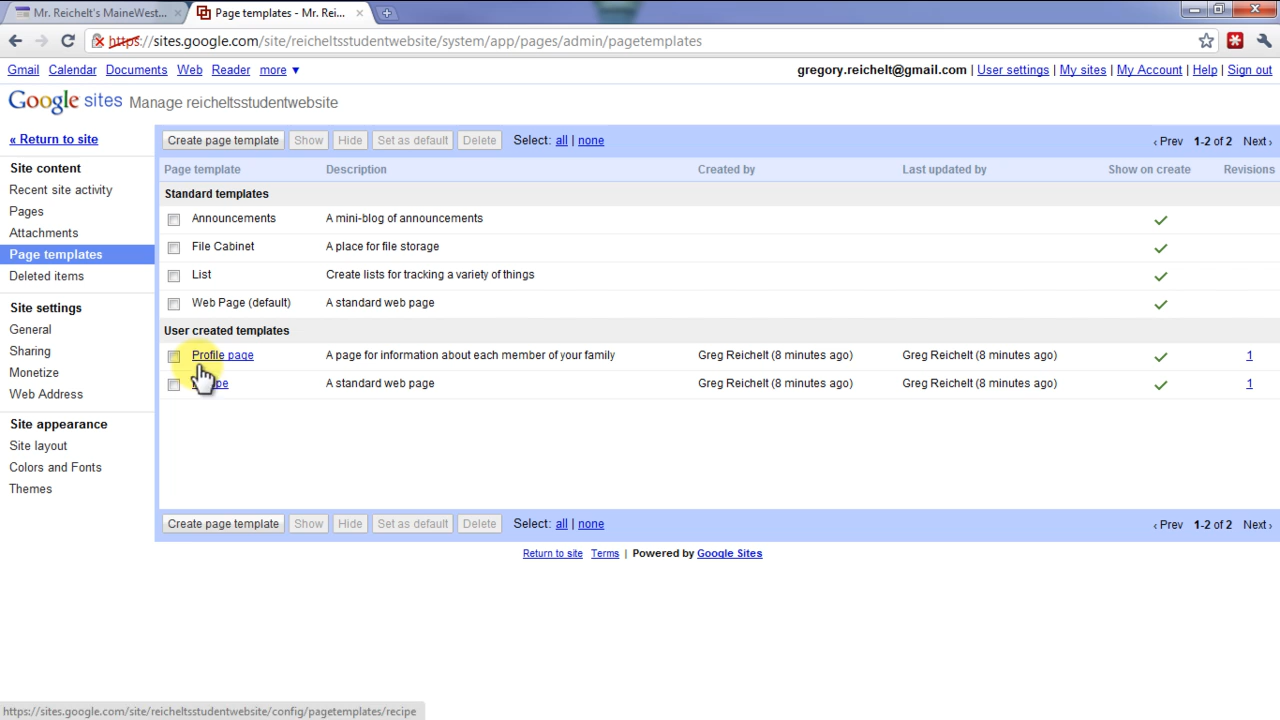 Mr. Reichelt's MaineWest...
Page templates - Mr. Rei...
https://sites.google.com/site/reicheltsstudentwebsite/system/app/pages/admin/pagetemplates
Gmail Calendar Documents Web Reader more ▼
gregory.reichelt@gmail.com | User settings | My sites | My Account | Help | Sign out
Google sites Manage reicheltsstudentwebsite
« Return to site
Site content
Recent site activity
Pages
Attachments
Page templates
Deleted items
Site settings
General
Sharing
Monetize
Web Address
Site appearance
Site layout
Colors and Fonts
Themes
Create page template Show Hide Set as default Delete Select: all | none ‹ Prev 1-2 of 2 Next ›
Page template Description Created by Last updated by Show on create Revisions
Standard templates
Announcements A mini-blog of announcements
File Cabinet A place for file storage
List Create lists for tracking a variety of things
Web Page (default) A standard web page
User created templates
Profile page A page for information about each member of your family Greg Reichelt (8 minutes ago) Greg Reichelt (8 minutes ago) 1
A standard web page Greg Reichelt (8 minutes ago) Greg Reichelt (8 minutes ago) 1
Create page template Show Hide Set as default Delete Select: all | none ‹ Prev 1-2 of 2 Next ›
Return to site Terms | Powered by Google Sites
https://sites.google.com/site/reicheltsstudentwebsite/config/pagetemplates/recipe